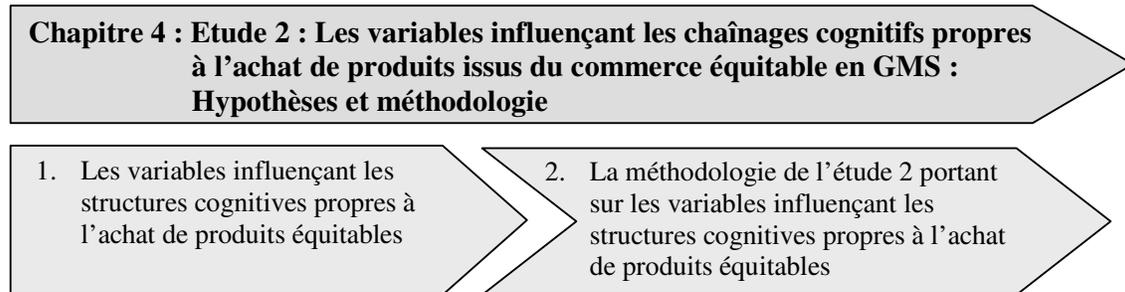 Chapitre 4 : Etude 2 : Les variables influençant les chaînages cognitifs propres
à l’achat de produits issus du commerce équitable en GMS :
Hypothèses et méthodologie
1. Les variables influençant les
structures cognitives propres à
l’achat de produits équitables
2. La méthodologie de l’étude 2 portant
sur les variables influençant les
structures cognitives propres à l’achat
de produits équitables